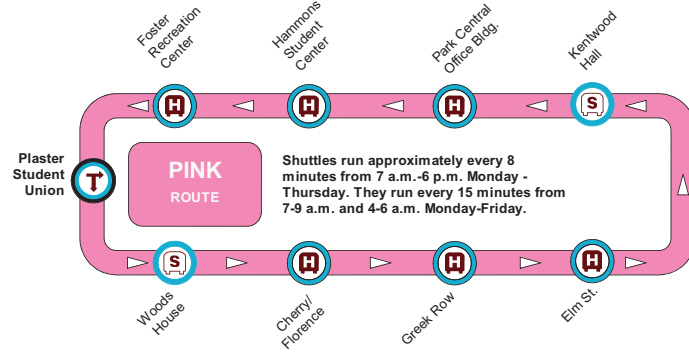 Foster
Recreation
Center
Hammons
Student
Center
Park Central
Office Bldg.
Kentwood
Hall
H
H
H
S
Plaster
Student
Union
T
PINK
ROUTE
Shuttles run approximately every 8
minutes from 7 a.m.-6 p.m. Monday -
Thursday. They run every 15 minutes from
7-9 a.m. and 4-6 a.m. Monday-Friday.
S
H
H
H
Woods
House
Cherry/
Florence
Greek Row
Elm St.